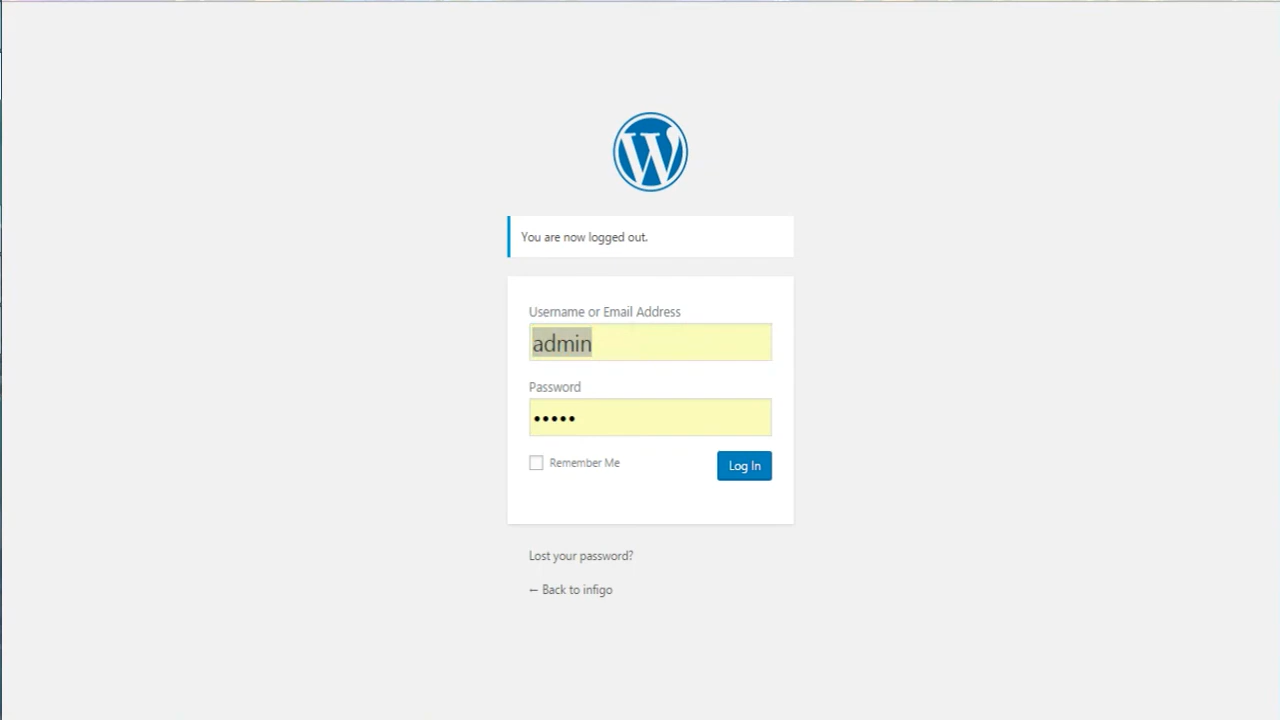 You are now logged out.
Username or Email Address
admin
Password
•••••
Remember Me
Log In
Lost your password?
← Back to infigo